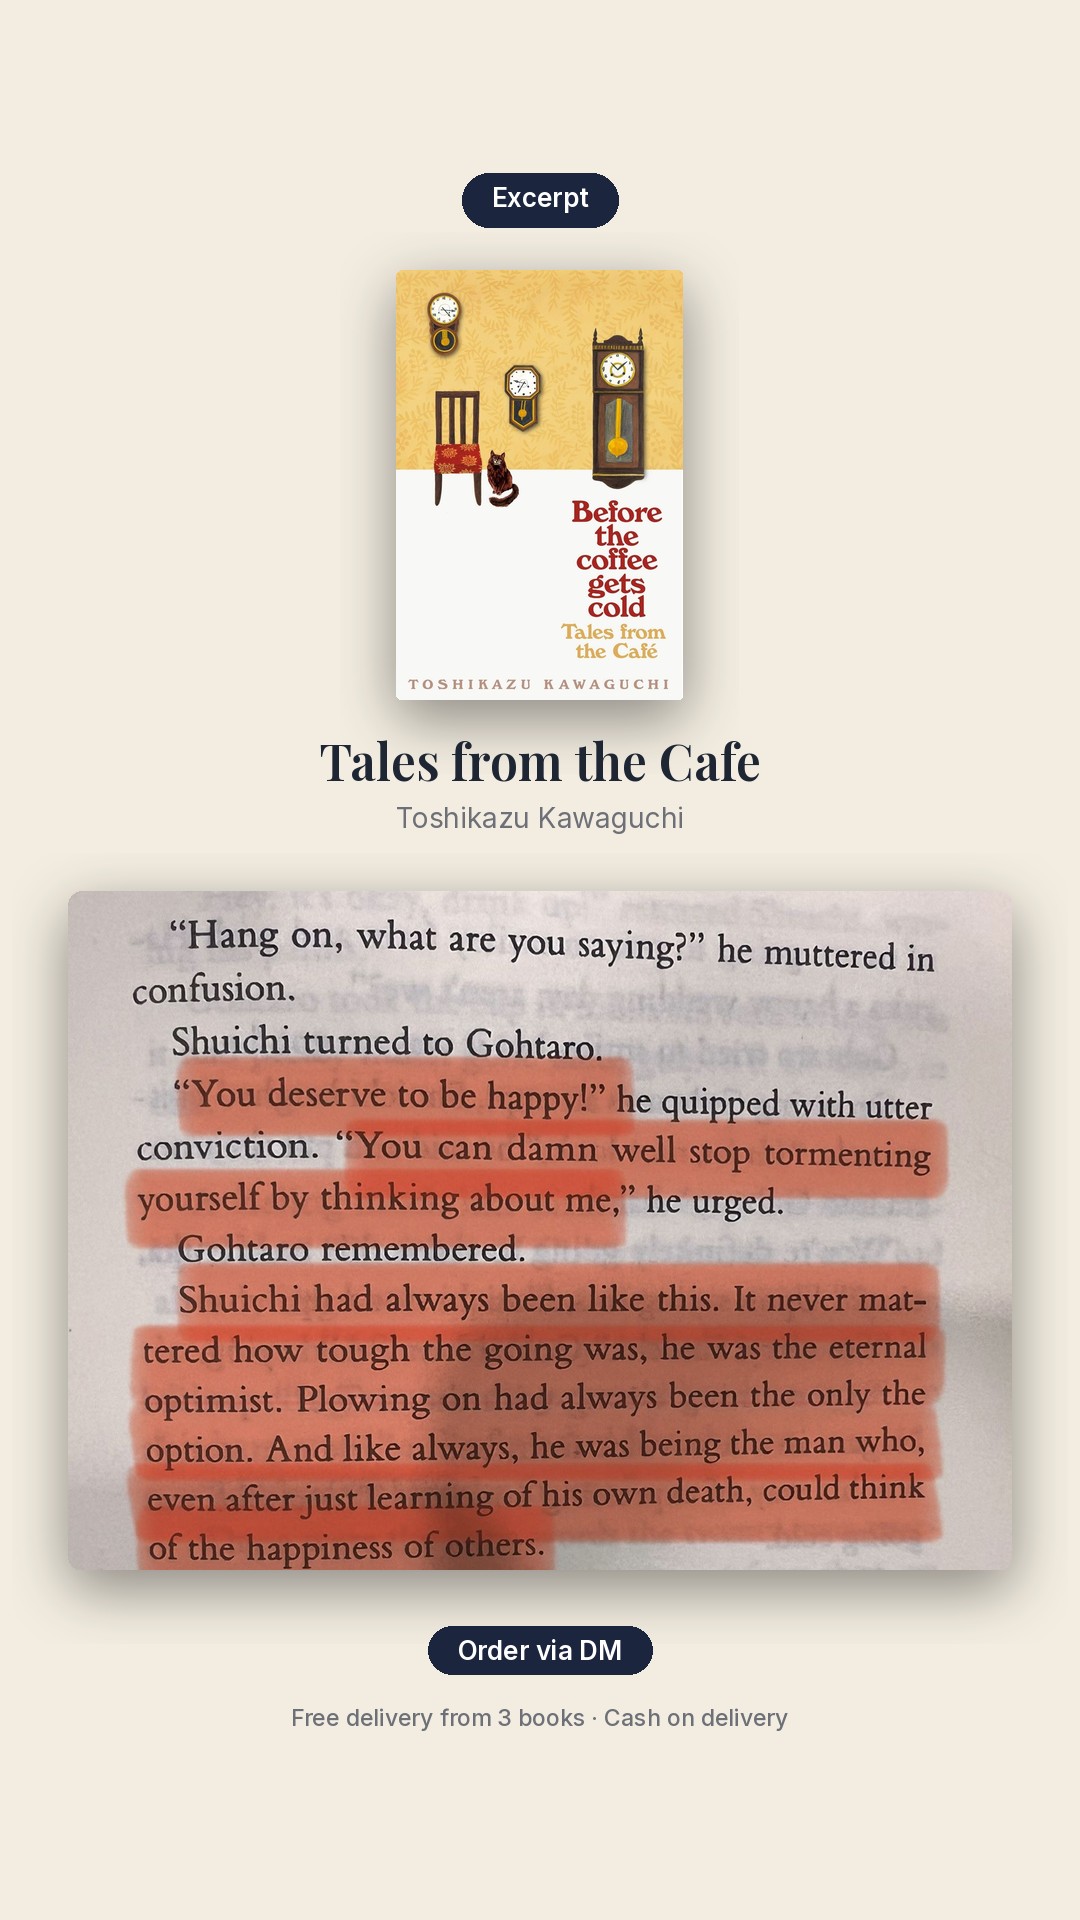 Excerpt
Before
the
coffee
gets
cold
Tales from
the Café
TOSHIKAZU KAWAGUCHI
Tales from the Cafe
Toshikazu Kawaguchi
“Hang on, what are you saying?” he muttered in
confusion.
Shuichi turned to Gohtaro.
“You deserve to be happy!” he quipped with utter
conviction. “You can damn well stop tormenting
yourself by thinking about me,” he urged.
Gohtaro remembered.
Shuichi had always been like this. It never mat-
tered how tough the going was, he was the eternal
optimist. Plowing on had always been the only the
option. And like always, he was being the man who,
even after just learning of his own death, could think
of the happiness of others.
Order via DM
Free delivery from 3 books · Cash on delivery